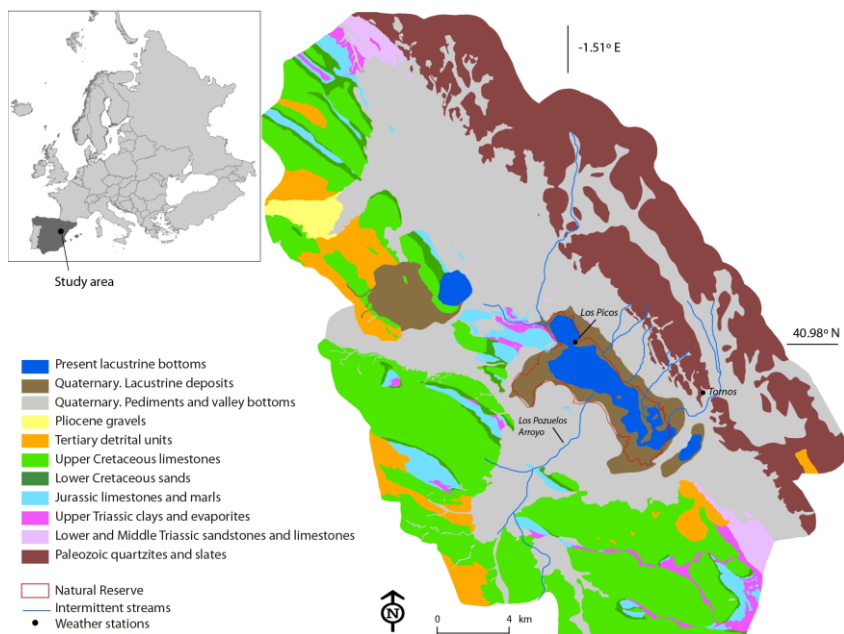 Study area
-1.51º E
40.98º N
Los Picos
Tornos
Los Pozuelos
Arroyo
Present lacustrine bottoms
Quaternary. Lacustrine deposits
Quaternary. Pediments and valley bottoms
Pliocene gravels
Tertiary detrital units
Upper Cretaceous limestones
Lower Cretaceous sands
Jurassic limestones and marls
Upper Triassic clays and evaporites
Lower and Middle Triassic sandstones and limestones
Paleozoic quartzites and slates
Natural Reserve
Intermittent streams
Weather stations
N
0 4 km